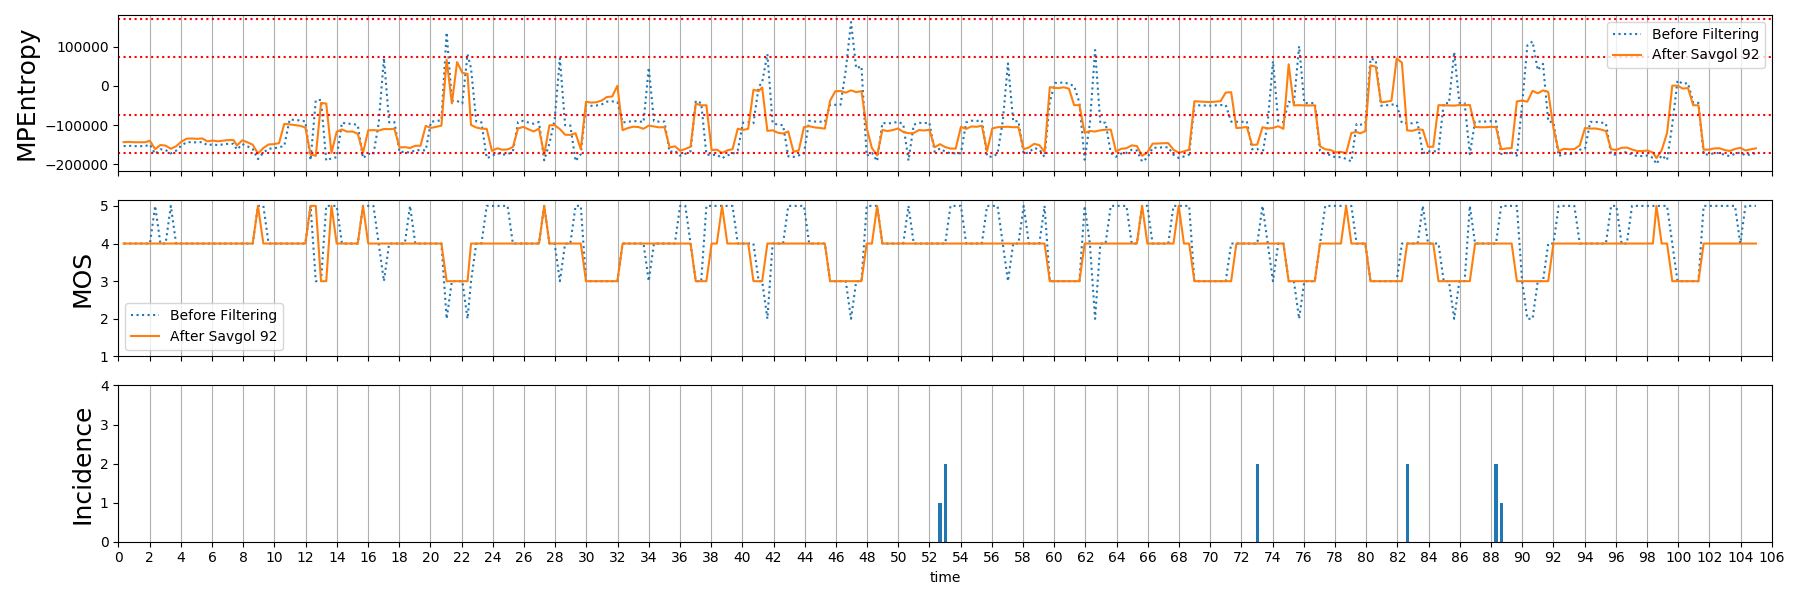 MPEntropy
100000
0
−100000
−200000
Before Filtering
After Savgol 92
MOS
5
4
3
2
1
Before Filtering
After Savgol 92
Incidence
4
3
2
1
0
0 2 4 6 8 10 12 14 16 18 20 22 24 26 28 30 32 34 36 38 40 42 44 46 48 50 52 54 56 58 60 62 64 66 68 70 72 74 76 78 80 82 84 86 88 90 92 94 96 98 100 102 104 106
time